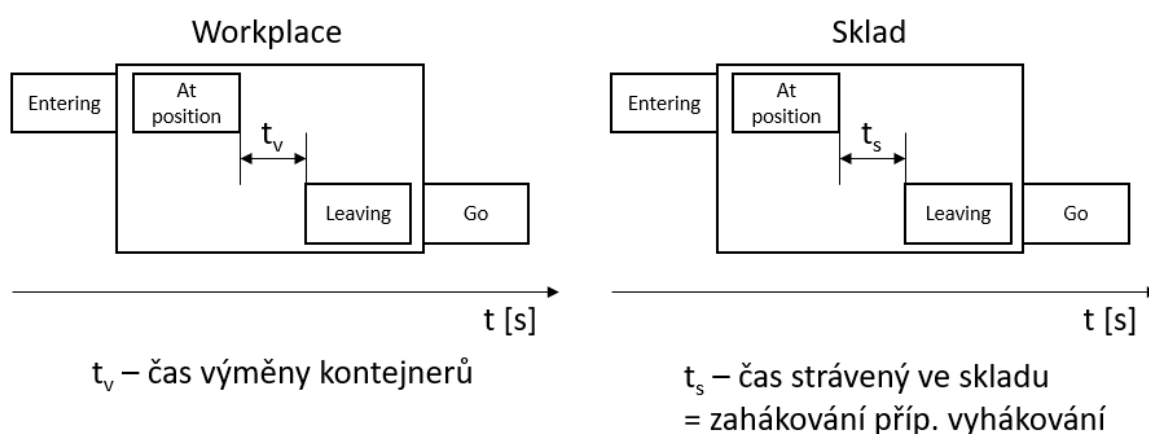 Workplace
Entering
At
position
t_v
Leaving
Go
t [s]
t_v – čas výměny kontejnerů
Sklad
Entering
At
position
t_s
Leaving
Go
t [s]
t_s – čas strávený ve skladu
= zahákování příp. vyhákování